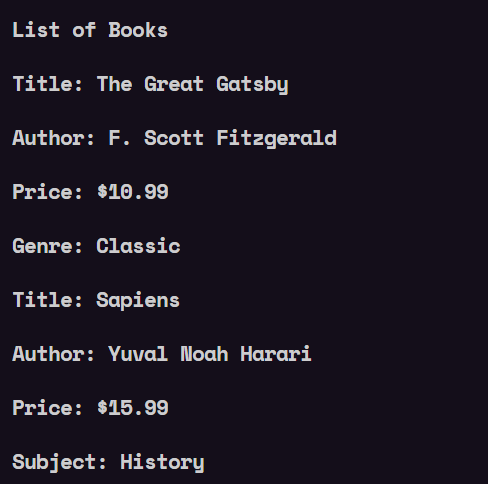 List of Books
Title: The Great Gatsby
Author: F. Scott Fitzgerald
Price: $10.99
Genre: Classic
Title: Sapiens
Author: Yuval Noah Harari
Price: $15.99
Subject: History